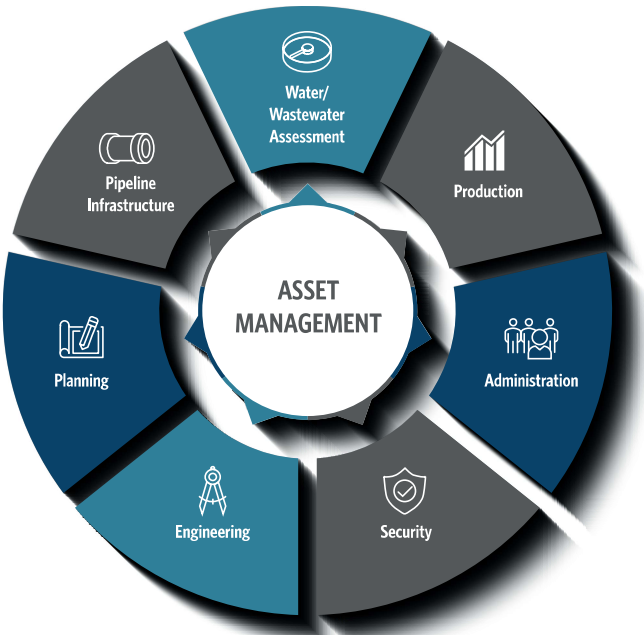 Water/
Wastewater
Assessment
Production
Administration
Security
Engineering
Planning
Pipeline
Infrastructure
ASSET
MANAGEMENT